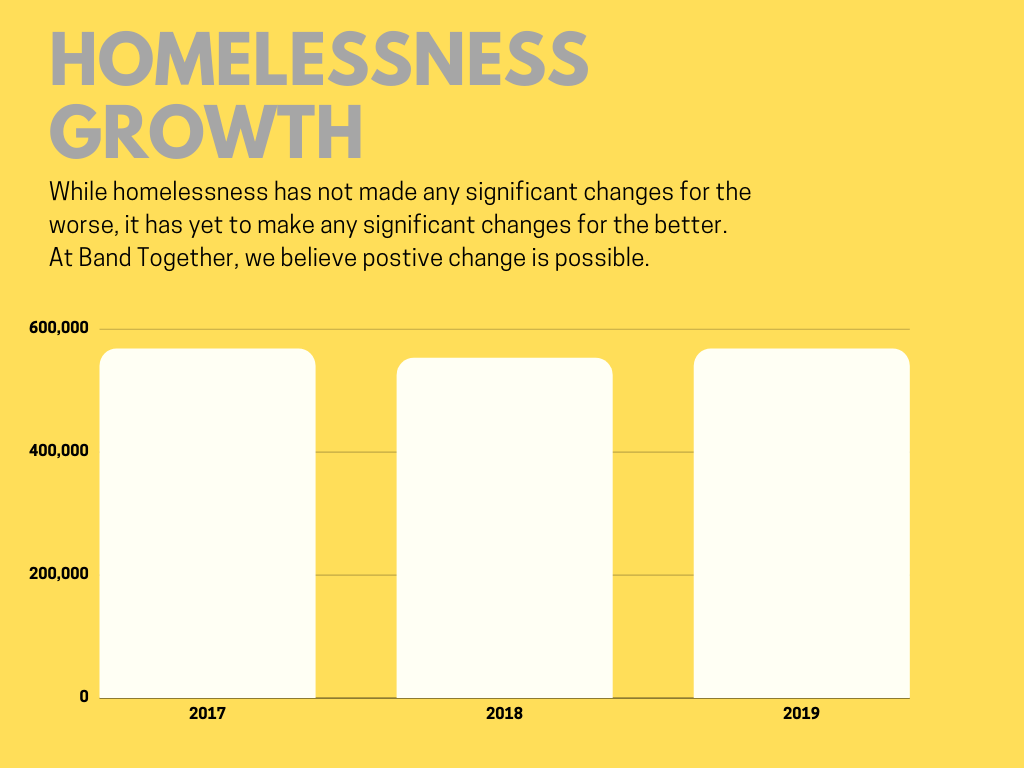 HOMELESSNESS
GROWTH
While homelessness has not made any significant changes for the
worse, it has yet to make any significant changes for the better.
At Band Together, we believe postive change is possible.
600,000
400,000
200,000
0
2017 2018 2019